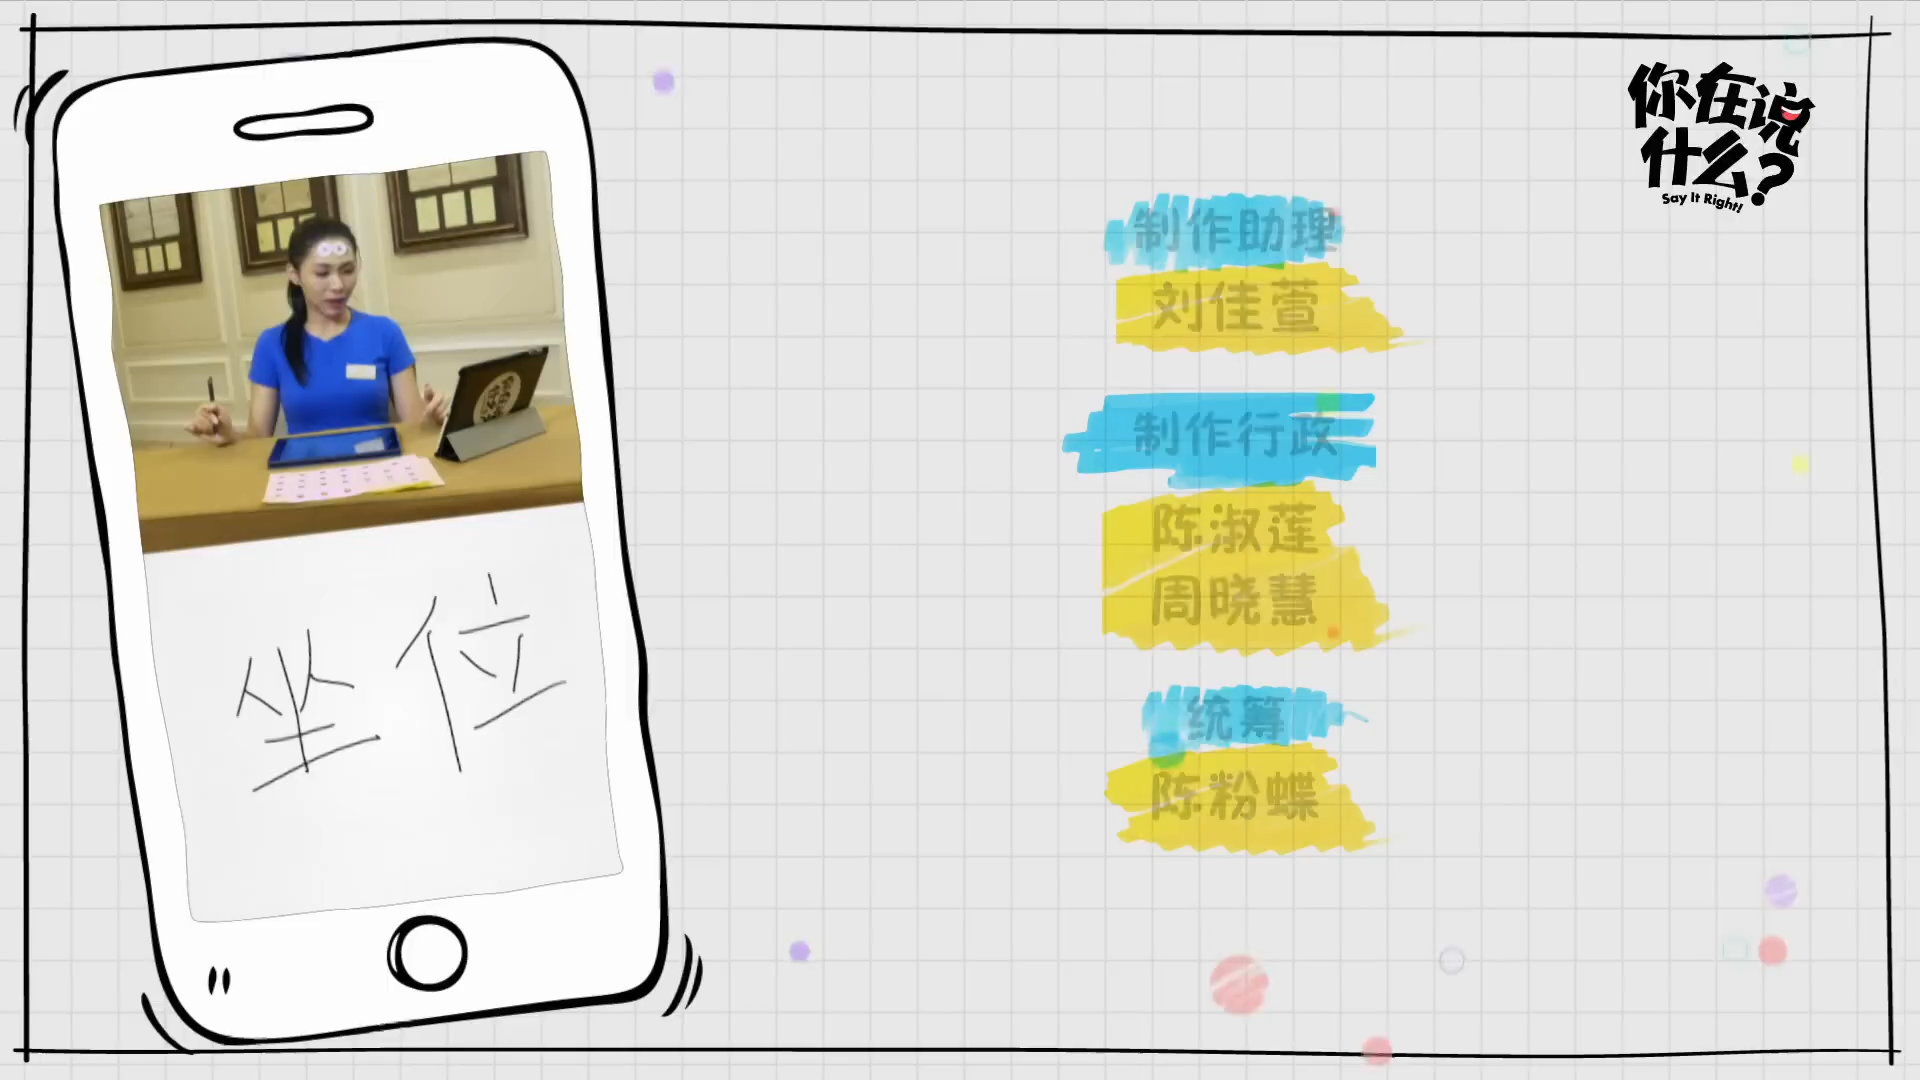 你在说
什么?
Say It Right!
制作助理
刘佳萱
制作行政
陈淑莲
周晓慧
统筹
陈粉蝶
坐位